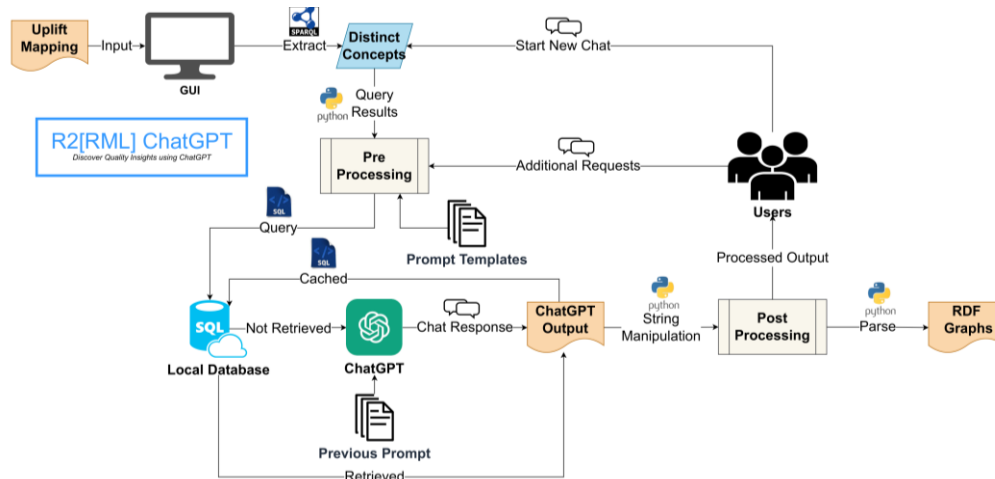 Uplift
Mapping
Input
GUI
SPARQL
Extract
Distinct
Concepts
Start New Chat
python
Query
Results
R2[RML] ChatGPT
Discover Quality Insights using ChatGPT
Pre
Processing
Additional Requests
Users
SQL
Query
Prompt Templates
SQL
Cached
Processed Output
SQL
Local Database
Not Retrieved
ChatGPT
Chat Response
ChatGPT
Output
python
String
Manipulation
Post
Processing
python
Parse
RDF
Graphs
Previous Prompt
Retrieved